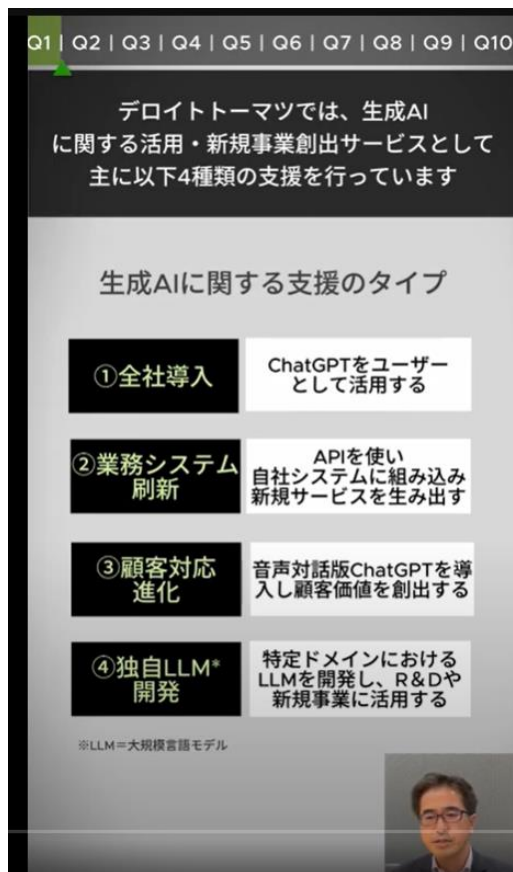 Q1 | Q2 | Q3 | Q4 | Q5 | Q6 | Q7 | Q8 | Q9 | Q10
デロイトトーマツでは、生成AI
に関する活用・新規事業創出サービスとして
主に以下4種類の支援を行っています
生成AIに関する支援のタイプ
①全社導入
ChatGPTをユーザー
として活用する
②業務システム
刷新
APIを使い
自社システムに組み込み
新規サービスを生み出す
③顧客対応
進化
音声対話版ChatGPTを導
入し顧客価値を創出する
④独自LLM*
開発
特定ドメインにおける
LLMを開発し、R&Dや
新規事業に活用する
※LLM=大規模言語モデル